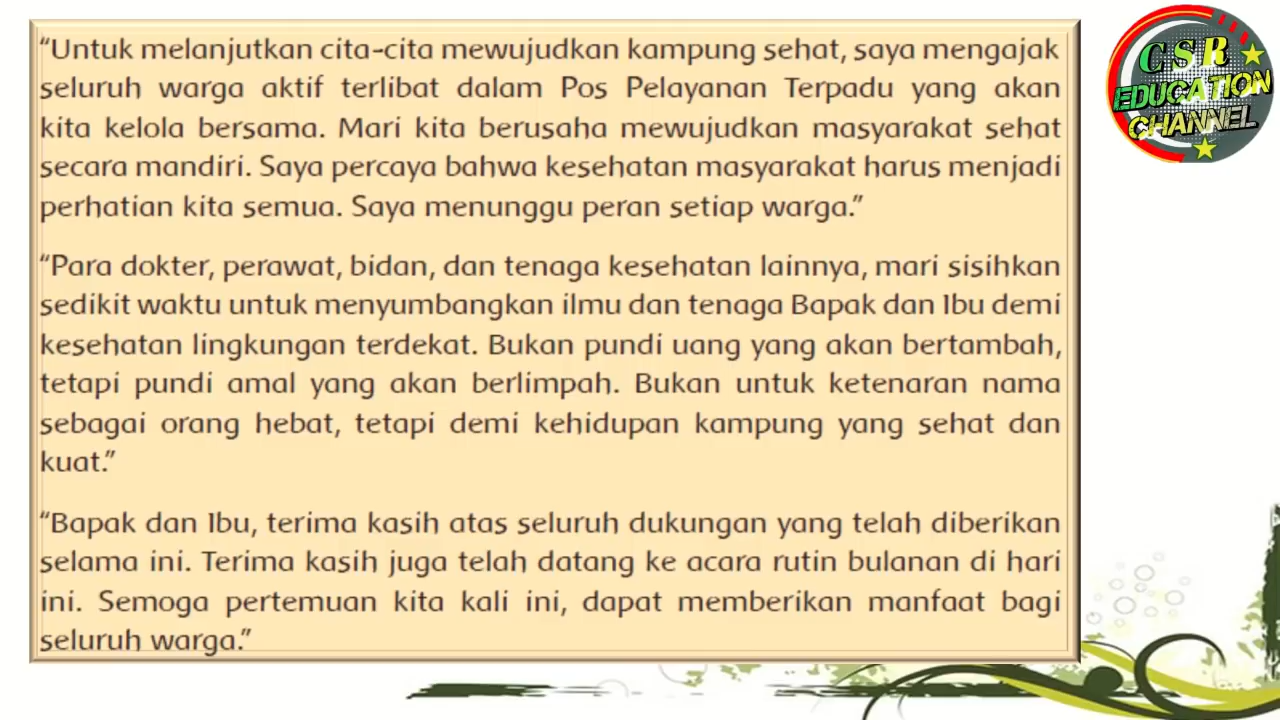 “Untuk melanjutkan cita-cita mewujudkan kampung sehat, saya mengajak
seluruh warga aktif terlibat dalam Pos Pelayanan Terpadu yang akan
kita kelola bersama. Mari kita berusaha mewujudkan masyarakat sehat
secara mandiri. Saya percaya bahwa kesehatan masyarakat harus menjadi
perhatian kita semua. Saya menunggu peran setiap warga.”
“Para dokter, perawat, bidan, dan tenaga kesehatan lainnya, mari sisihkan
sedikit waktu untuk menyumbangkan ilmu dan tenaga Bapak dan Ibu demi
kesehatan lingkungan terdekat. Bukan pundi uang yang akan bertambah,
tetapi pundi amal yang akan berlimpah. Bukan untuk ketenaran nama
sebagai orang hebat, tetapi demi kehidupan kampung yang sehat dan
kuat.”
“Bapak dan Ibu, terima kasih atas seluruh dukungan yang telah diberikan
selama ini. Terima kasih juga telah datang ke acara rutin bulanan di hari
ini. Semoga pertemuan kita kali ini, dapat memberikan manfaat bagi
seluruh warga.”
CSR
EDUCATION
CHANNEL